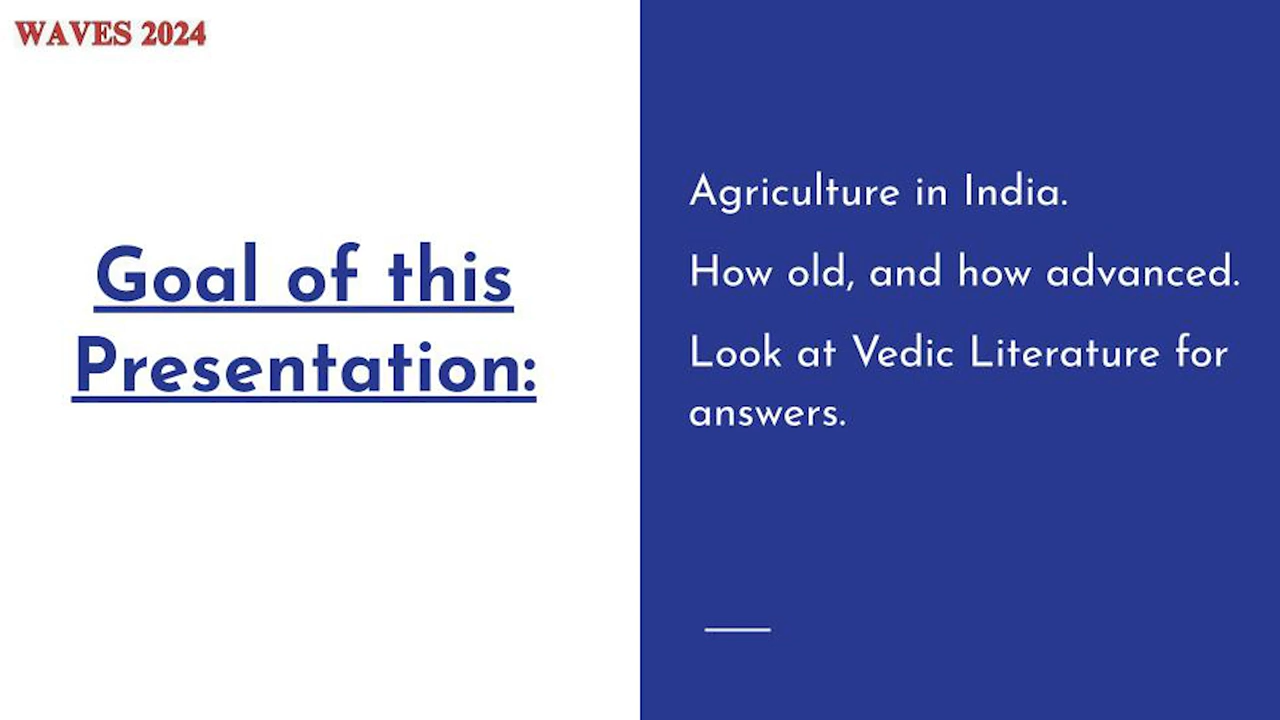 WAVES 2024
Goal of this
Presentation:
Agriculture in India.
How old, and how advanced.
Look at Vedic Literature for
answers.